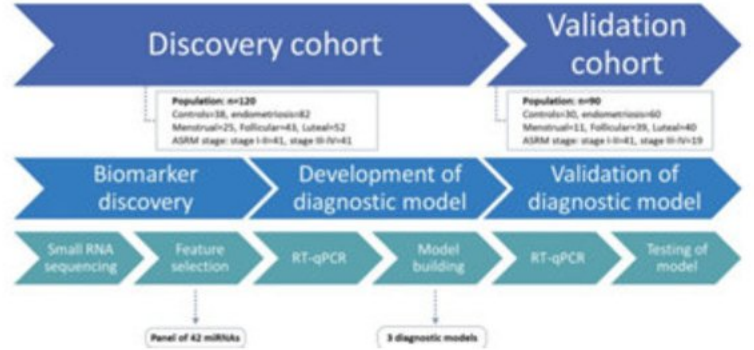 Discovery cohort
Validation
cohort
Population: n=120
Controls=38, endometriosis=82
Menstrual=25, Follicular=43, Luteal=52
ASRM stage: stage I-II=41, stage III-IV=41
Population: n=90
Controls=30, endometriosis=60
Menstrual=11, Follicular=39, Luteal=40
ASRM stage: stage I-II=41, stage III-IV=19
Biomarker
discovery
Development of
diagnostic model
Validation of
diagnostic model
Small RNA
sequencing
Feature
selection
RT-qPCR
Model
building
RT-qPCR
Testing of
model
Panel of 42 miRNAs
3 diagnostic models